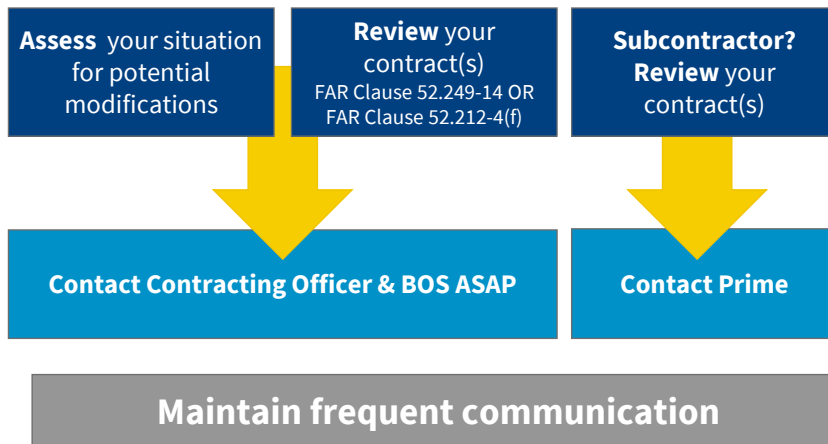 Assess your situation
for potential
modifications
Review your
contract(s)
FAR Clause 52.249-14 OR
FAR Clause 52.212-4(f)
Subcontractor?
Review your
contract(s)
Contact Contracting Officer & BOS ASAP
Contact Prime
Maintain frequent communication